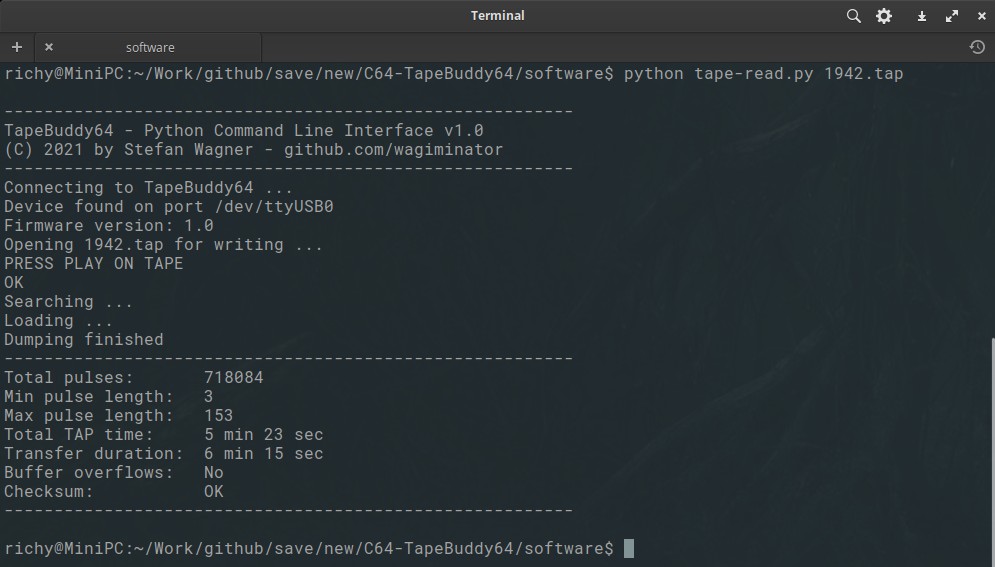 Terminal
software
richy@MiniPC:~/Work/github/save/new/C64-TapeBuddy64/software$ python tape-read.py 1942.tap
---------------------------------------------------------
TapeBuddy64 - Python Command Line Interface v1.0
(C) 2021 by Stefan Wagner - github.com/wagiminator
---------------------------------------------------------
Connecting to TapeBuddy64 ...
Device found on port /dev/ttyUSB0
Firmware version: 1.0
Opening 1942.tap for writing ...
PRESS PLAY ON TAPE
OK
Searching ...
Loading ...
Dumping finished
---------------------------------------------------------
Total pulses:       718084
Min pulse length:   3
Max pulse length:   153
Total TAP time:     5 min 23 sec
Transfer duration:  6 min 15 sec
Buffer overflows:   No
Checksum:           OK
---------------------------------------------------------
richy@MiniPC:~/Work/github/save/new/C64-TapeBuddy64/software$